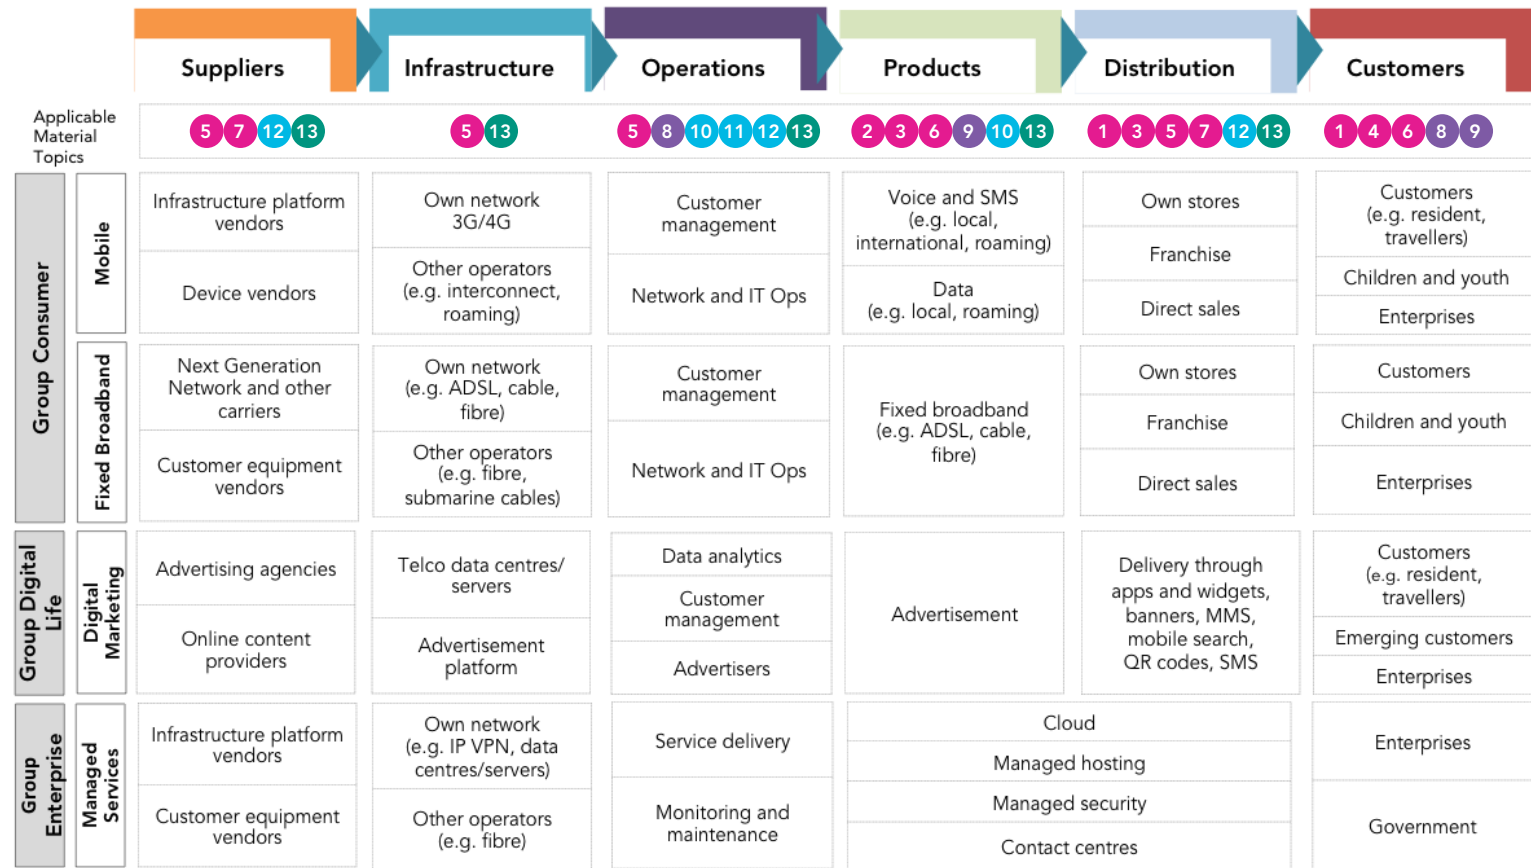 Suppliers
Infrastructure
Operations
Products
Distribution
Customers
Applicable
Material
Topics
5 7 12 13
5 13
5 8 10 11 12 13
2 3 6 9 10 13
1 3 5 7 12 13
1 4 6 8 9
Group Consumer
Mobile
Infrastructure platform
vendors
Device vendors
Own network
3G/4G
Other operators
(e.g. interconnect,
roaming)
Customer
management
Network and IT Ops
Voice and SMS
(e.g. local,
international, roaming)
Data
(e.g. local, roaming)
Own stores
Franchise
Direct sales
Customers
(e.g. resident,
travellers)
Children and youth
Enterprises
Fixed Broadband
Next Generation
Network and other
carriers
Customer equipment
vendors
Own network
(e.g. ADSL, cable,
fibre)
Other operators
(e.g. fibre,
submarine cables)
Customer
management
Network and IT Ops
Fixed broadband
(e.g. ADSL, cable,
fibre)
Own stores
Franchise
Direct sales
Customers
Children and youth
Enterprises
Group Digital
Life
Digital
Marketing
Advertising agencies
Online content
providers
Telco data centres/
servers
Advertisement
platform
Data analytics
Customer
management
Advertisers
Advertisement
Delivery through
apps and widgets,
banners, MMS,
mobile search,
QR codes, SMS
Customers
(e.g. resident,
travellers)
Emerging customers
Enterprises
Group
Enterprise
Managed
Services
Infrastructure platform
vendors
Customer equipment
vendors
Own network
(e.g. IP VPN, data
centres/servers)
Other operators
(e.g. fibre)
Service delivery
Monitoring and
maintenance
Cloud
Managed hosting
Managed security
Contact centres
Enterprises
Government